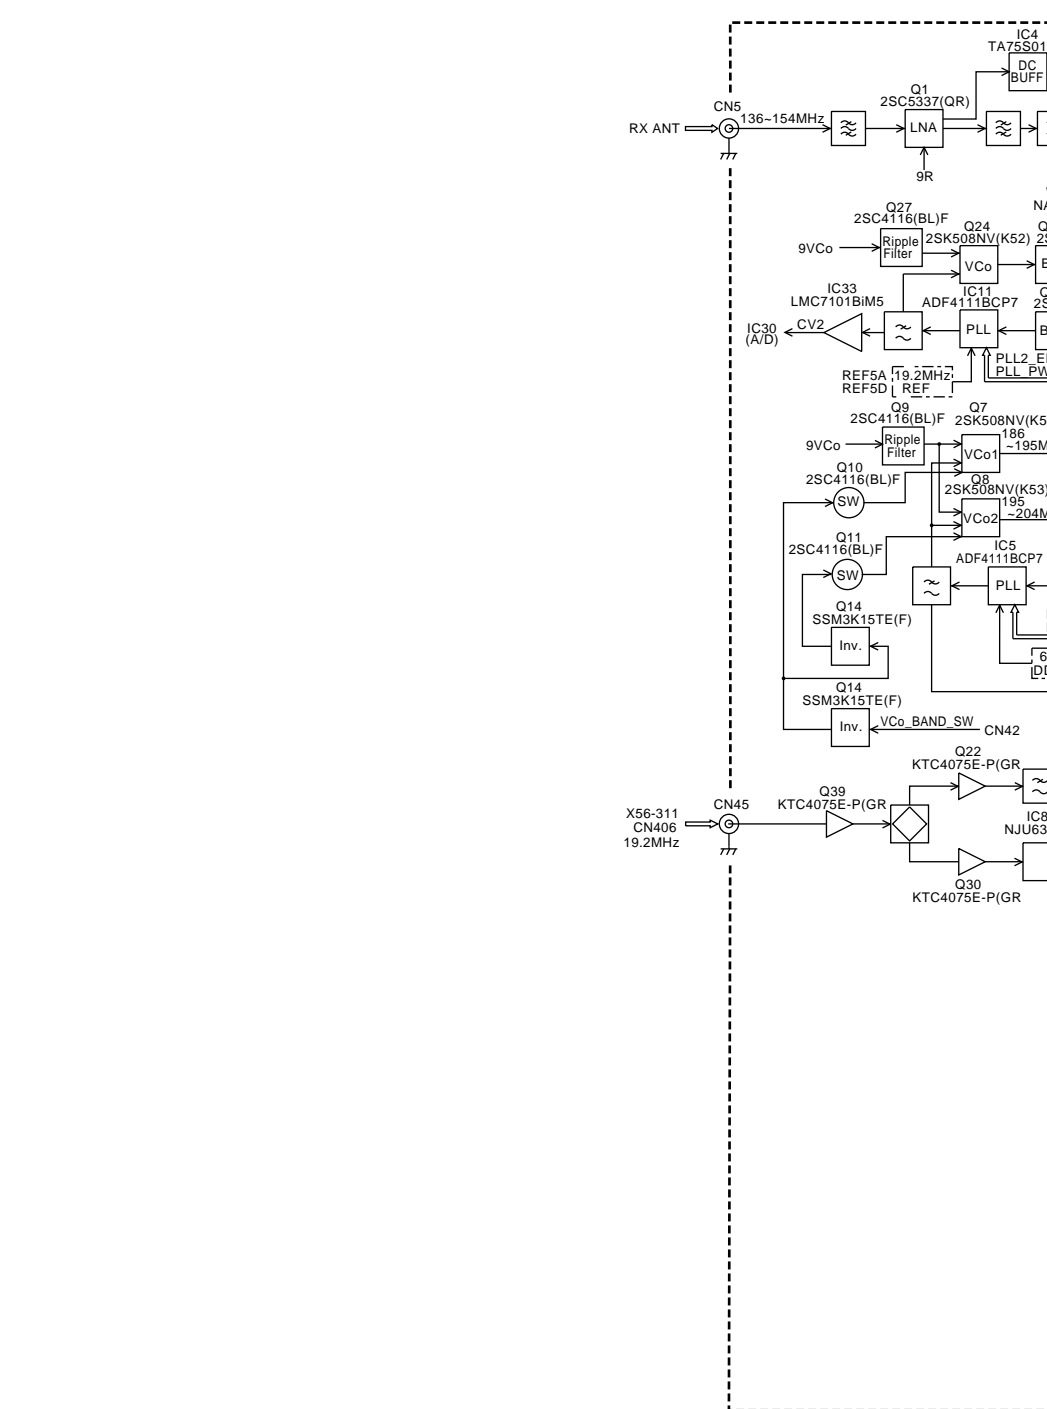 IC4
TA75S01
DC
BUFF
Q1
2SC5337(QR)
CN5
136~154MHz
RX ANT
LNA
9R
Q27
2SC4116(BL)F
Q24
2SK508NV(K52)
9VCo
Ripple
Filter
VCo
IC33
LMC7101BiM5
IC11
ADF4111BCP7
IC30
(A/D)
CV2
PLL
REF5A
REF5D
19.2MHz
REF
Q9
2SC4116(BL)F
Q7
9VCo
Ripple
Filter
VCo1
186
Q10
2SC4116(BL)F
SW
Q8
2SK508NV(K53)
195
VCo2
Q11
2SC4116(BL)F
SW
IC5
ADF4111BCP7
PLL
Q14
SSM3K15TE(F)
Inv.
Q14
SSM3K15TE(F)
Inv.
VCo_BAND_SW
CN42
Q22
KTC4075E-P(GR
Q39
KTC4075E-P(GR
X56-311
CN406
19.2MHz
CN45
Q30
KTC4075E-P(GR